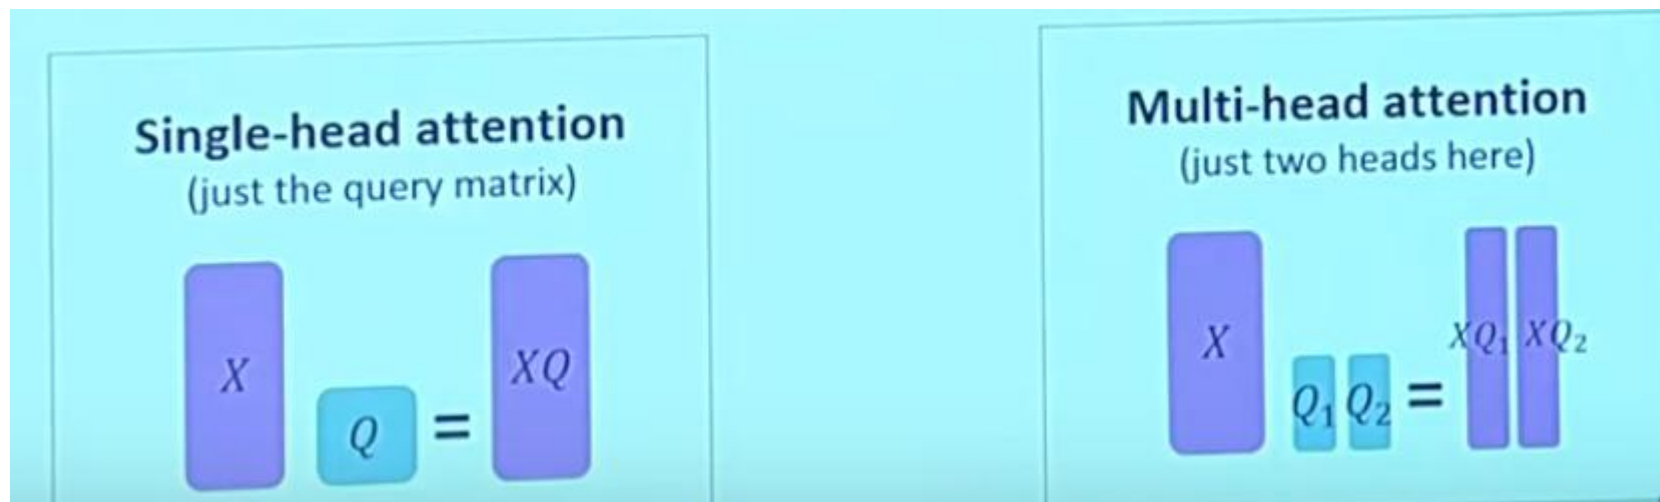 Single-head attention
(just the query matrix)
X
Q
=
XQ
Multi-head attention
(just two heads here)
X
Q₁ Q₂
=
XQ₁ XQ₂